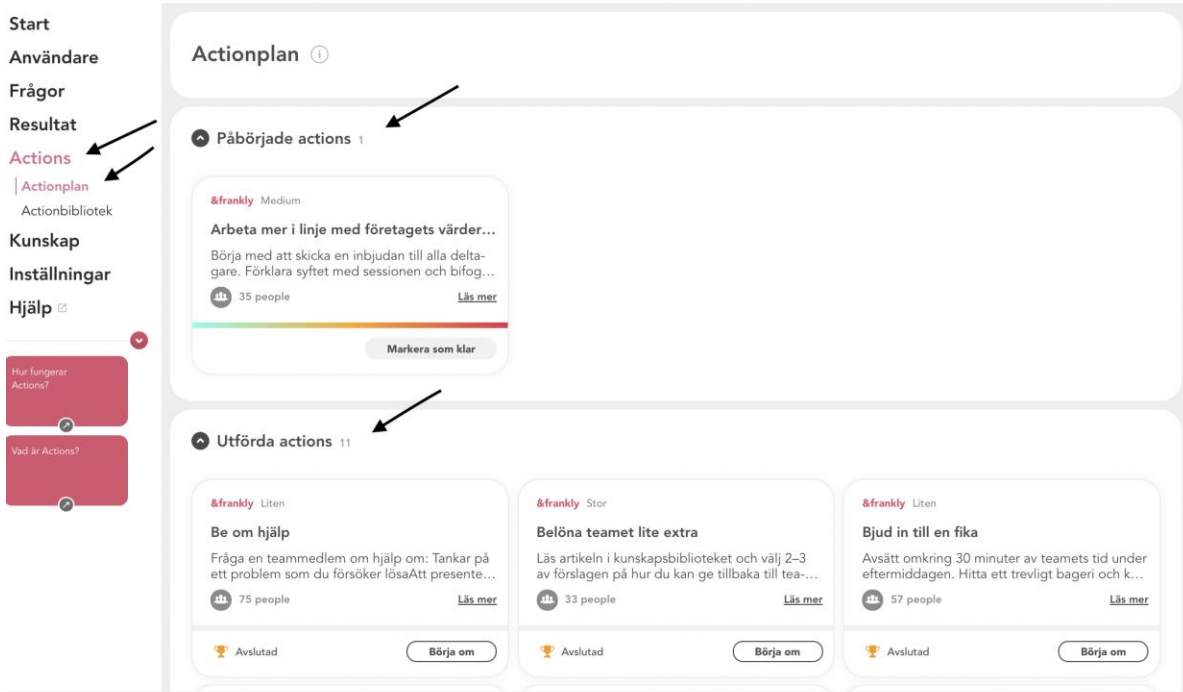 Start
Användare
Frågor
Resultat
Actions
Actionplan
Actionbibliotek
Kunskap
Inställningar
Hjälp
Hur fungerar
Actions?
Vad är Actions?
Actionplan
Påbörjade actions 1
&frankly Medium
Arbeta mer i linje med företagets värder...
Börja med att skicka en inbjudan till alla delta-
gare. Förklara syftet med sessionen och bifog...
35 people Läs mer
Markera som klar
Utförda actions 11
&frankly Liten
Be om hjälp
Fråga en teammedlem om hjälp om: Tankar på
ett problem som du försöker lösaAtt presente...
75 people Läs mer
Avslutad Börja om
&frankly Stor
Belöna teamet lite extra
Läs artikeln i kunskapsbiblioteket och välj 2–3
av förslagen på hur du kan ge tillbaka till tea-...
33 people Läs mer
Avslutad Börja om
&frankly Liten
Bjud in till en fika
Avsätt omkring 30 minuter av teamets tid under
eftermiddagen. Hitta ett trevligt bageri och k...
57 people Läs mer
Avslutad Börja om